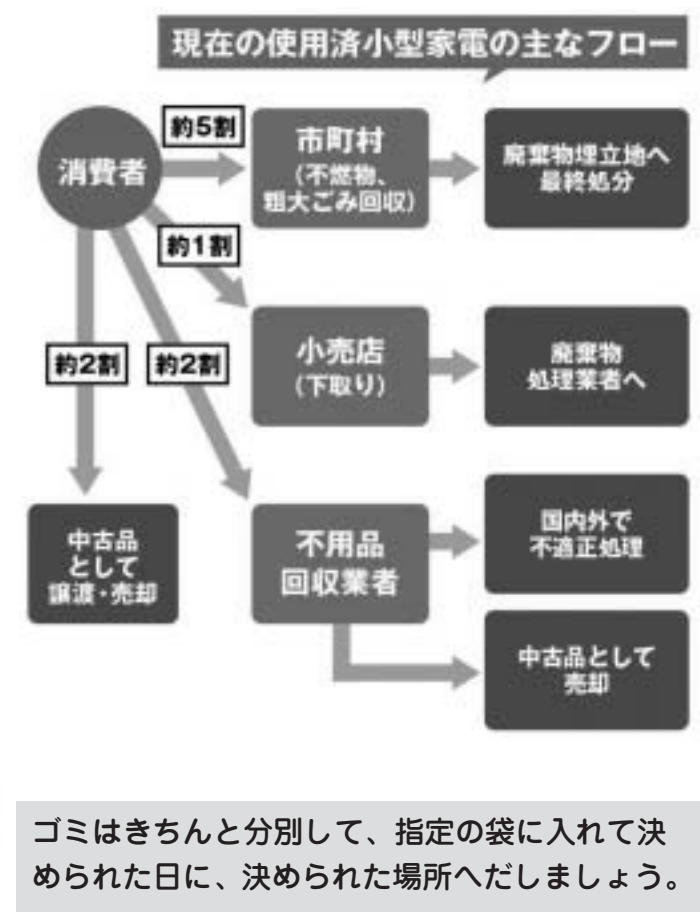 現在の使用済小型家電の主なフロー
消費者
約5割
市町村
（不燃物、
粗大ごみ回収）
廃棄物埋立地へ
最終処分
約1割
小売店
（下取り）
廃棄物
処理業者へ
約2割
約2割
中古品
として
譲渡・売却
不用品
回収業者
国内外で
不適正処理
中古品として
売却
ゴミはきちんと分別して、指定の袋に入れて決
められた日に、決められた場所へだしましょう。